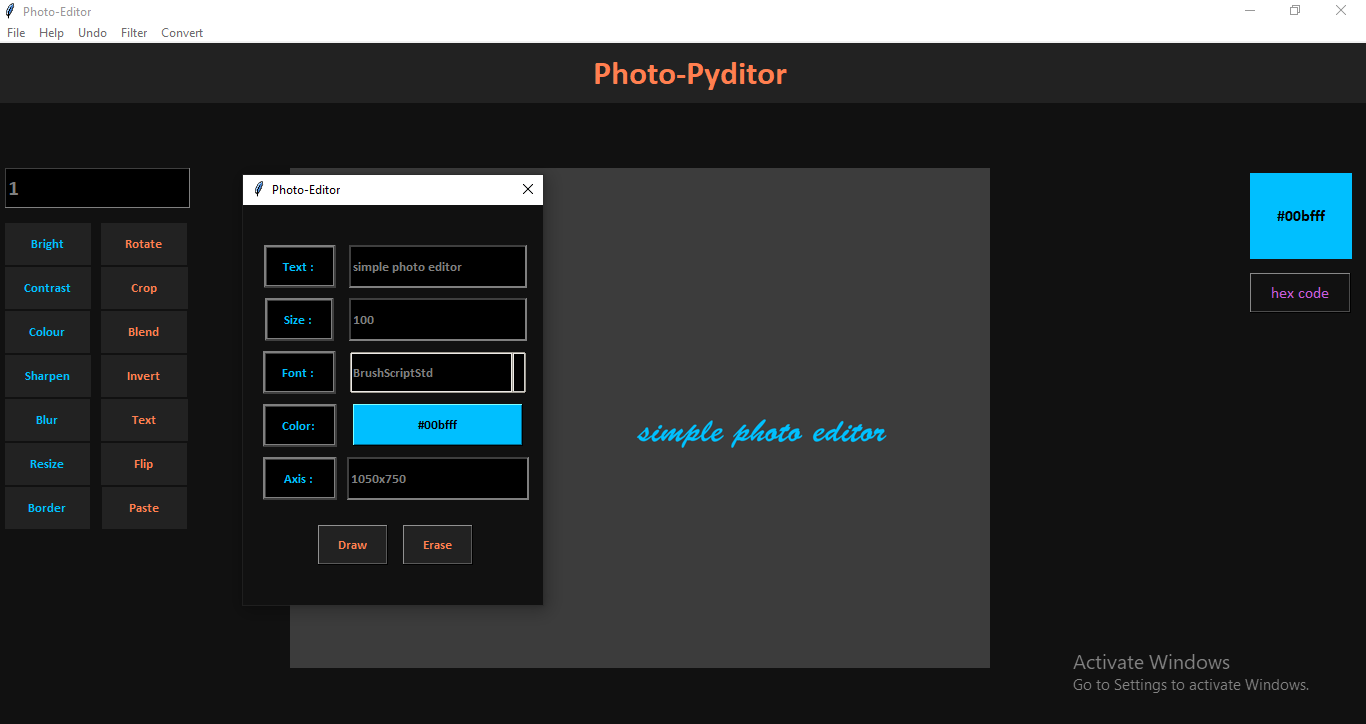 Photo-Editor
File Help Undo Filter Convert
Photo-Pyditor
1
Bright Rotate
Contrast Crop
Colour Blend
Sharpen Invert
Blur Text
Resize Flip
Border Paste
Photo-Editor
Text : simple photo editor
Size : 100
Font : BrushScriptStd
Color: #00bfff
Axis : 1050x750
Draw Erase
simple photo editor
#00bfff
hex code
Activate Windows
Go to Settings to activate Windows.